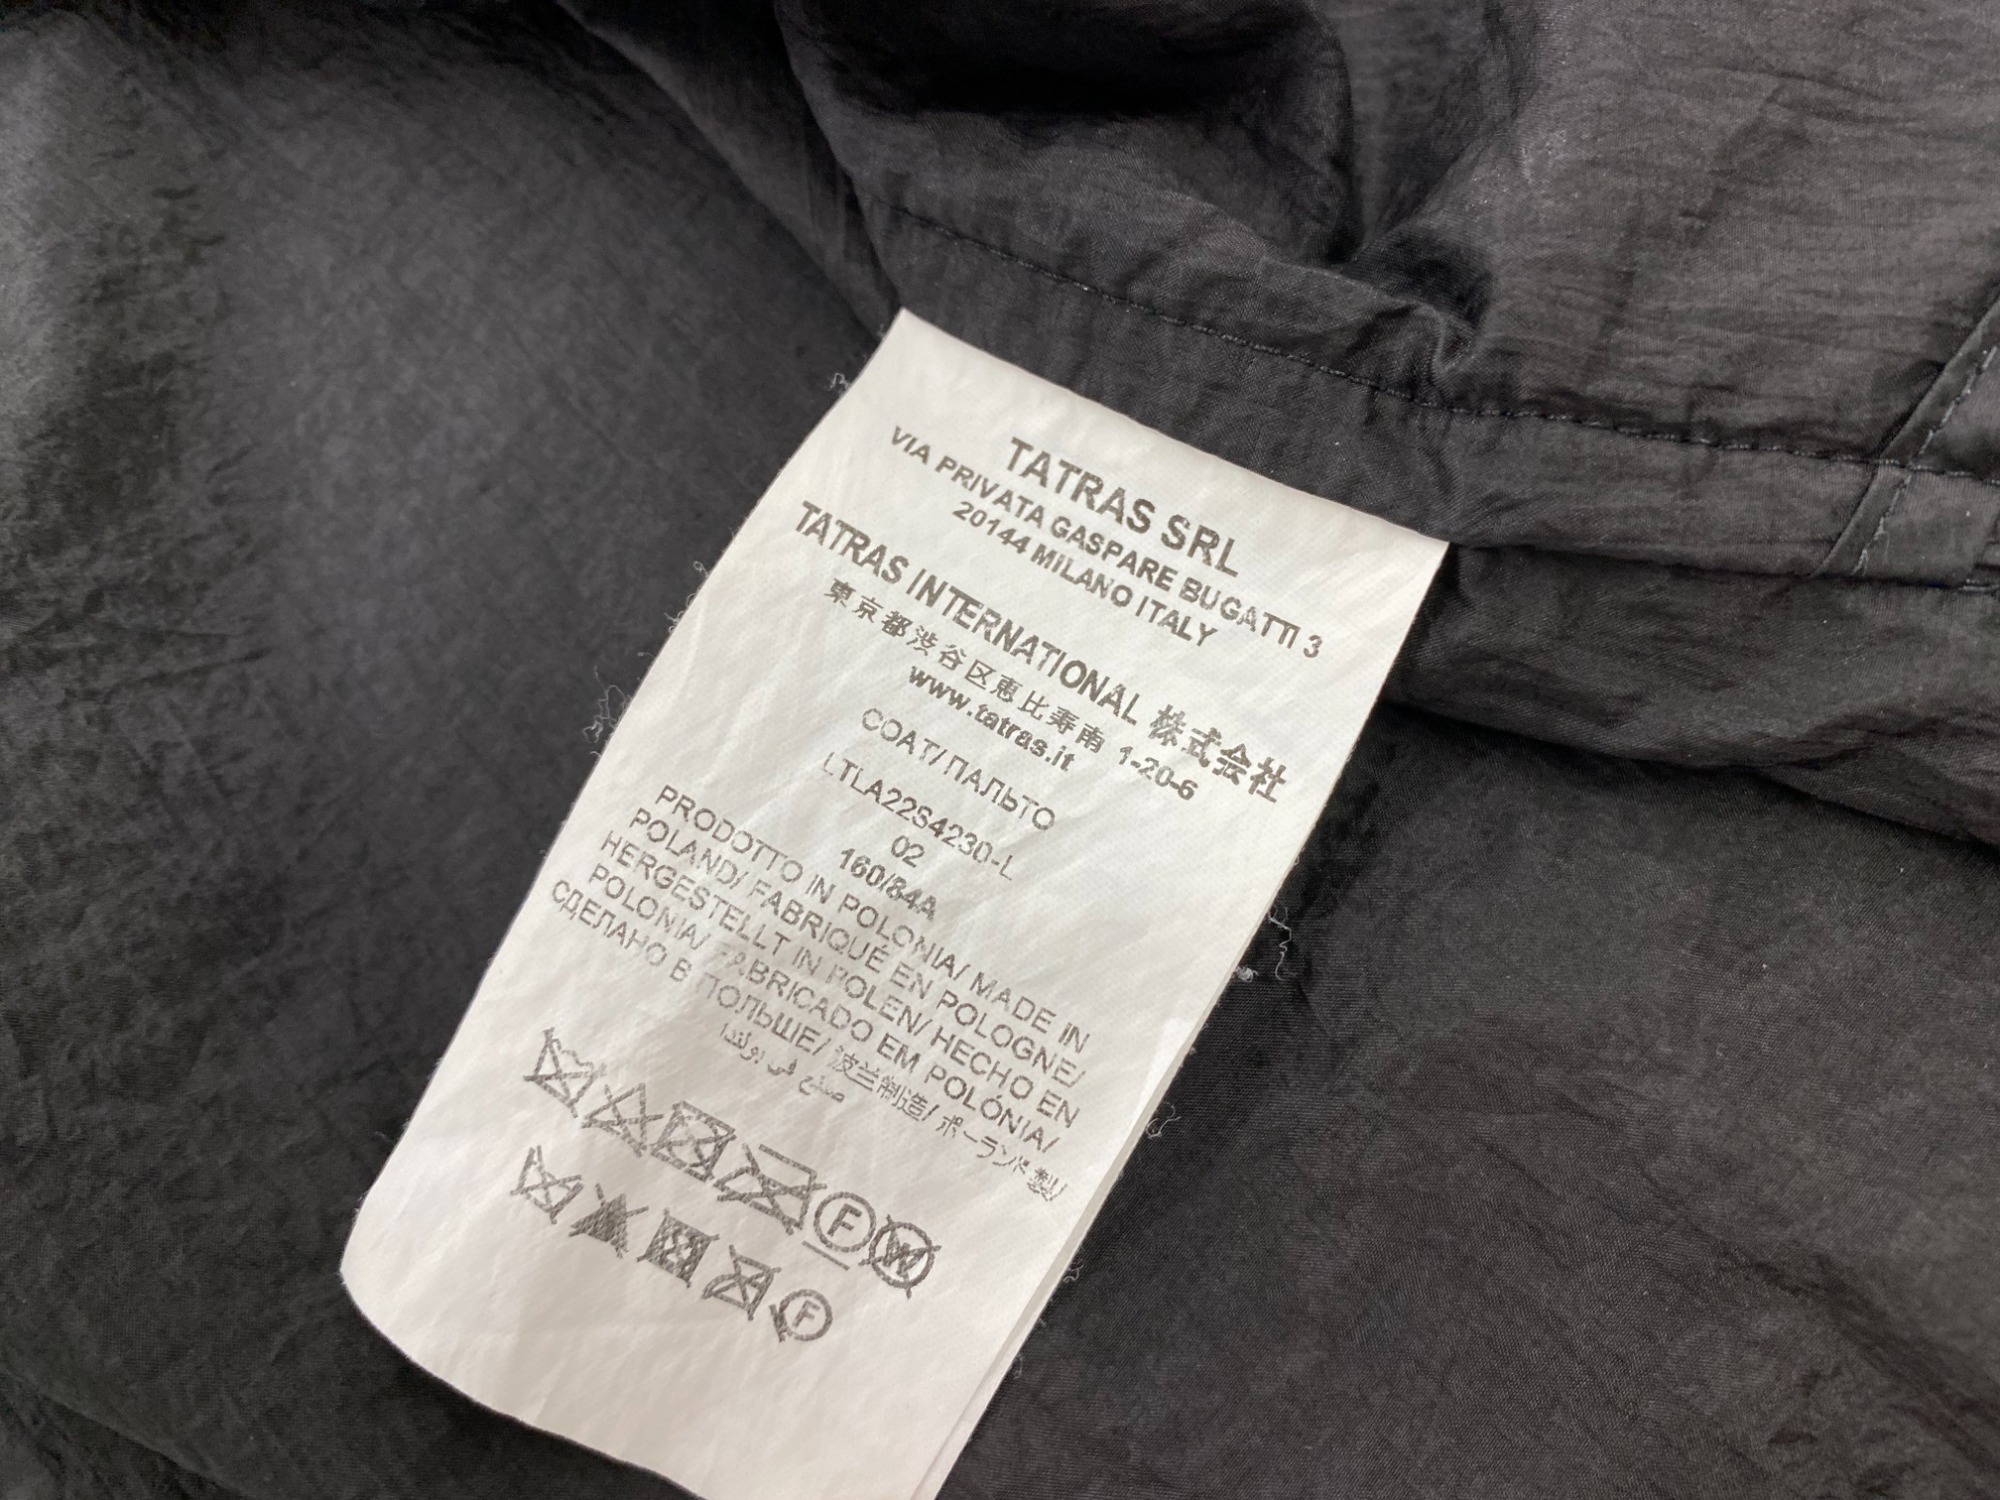 TATRAS SRL
VIA PRIVATA GASPARE BUGATTI 3
20144 MILANO ITALY
TATRAS INTERNATIONAL 株式会社
東京都渋谷区恵比寿南 1-20-6
www.tatras.it
COAT/ ПАЛЬТО
LTLA22S4230-L
02
160/84A
PRODOTTO IN POLONIA/ MADE IN
POLAND/ FABRIQUÉ EN POLOGNE/
HERGESTELLT IN POLEN/ HECHO EN
POLONIA/ FABRICADO EM POLÓNIA/
СДЕЛАНО В ПОЛЬШЕ/ 波兰制造/ ポーランド製/
صنع في بولندا
F W
F